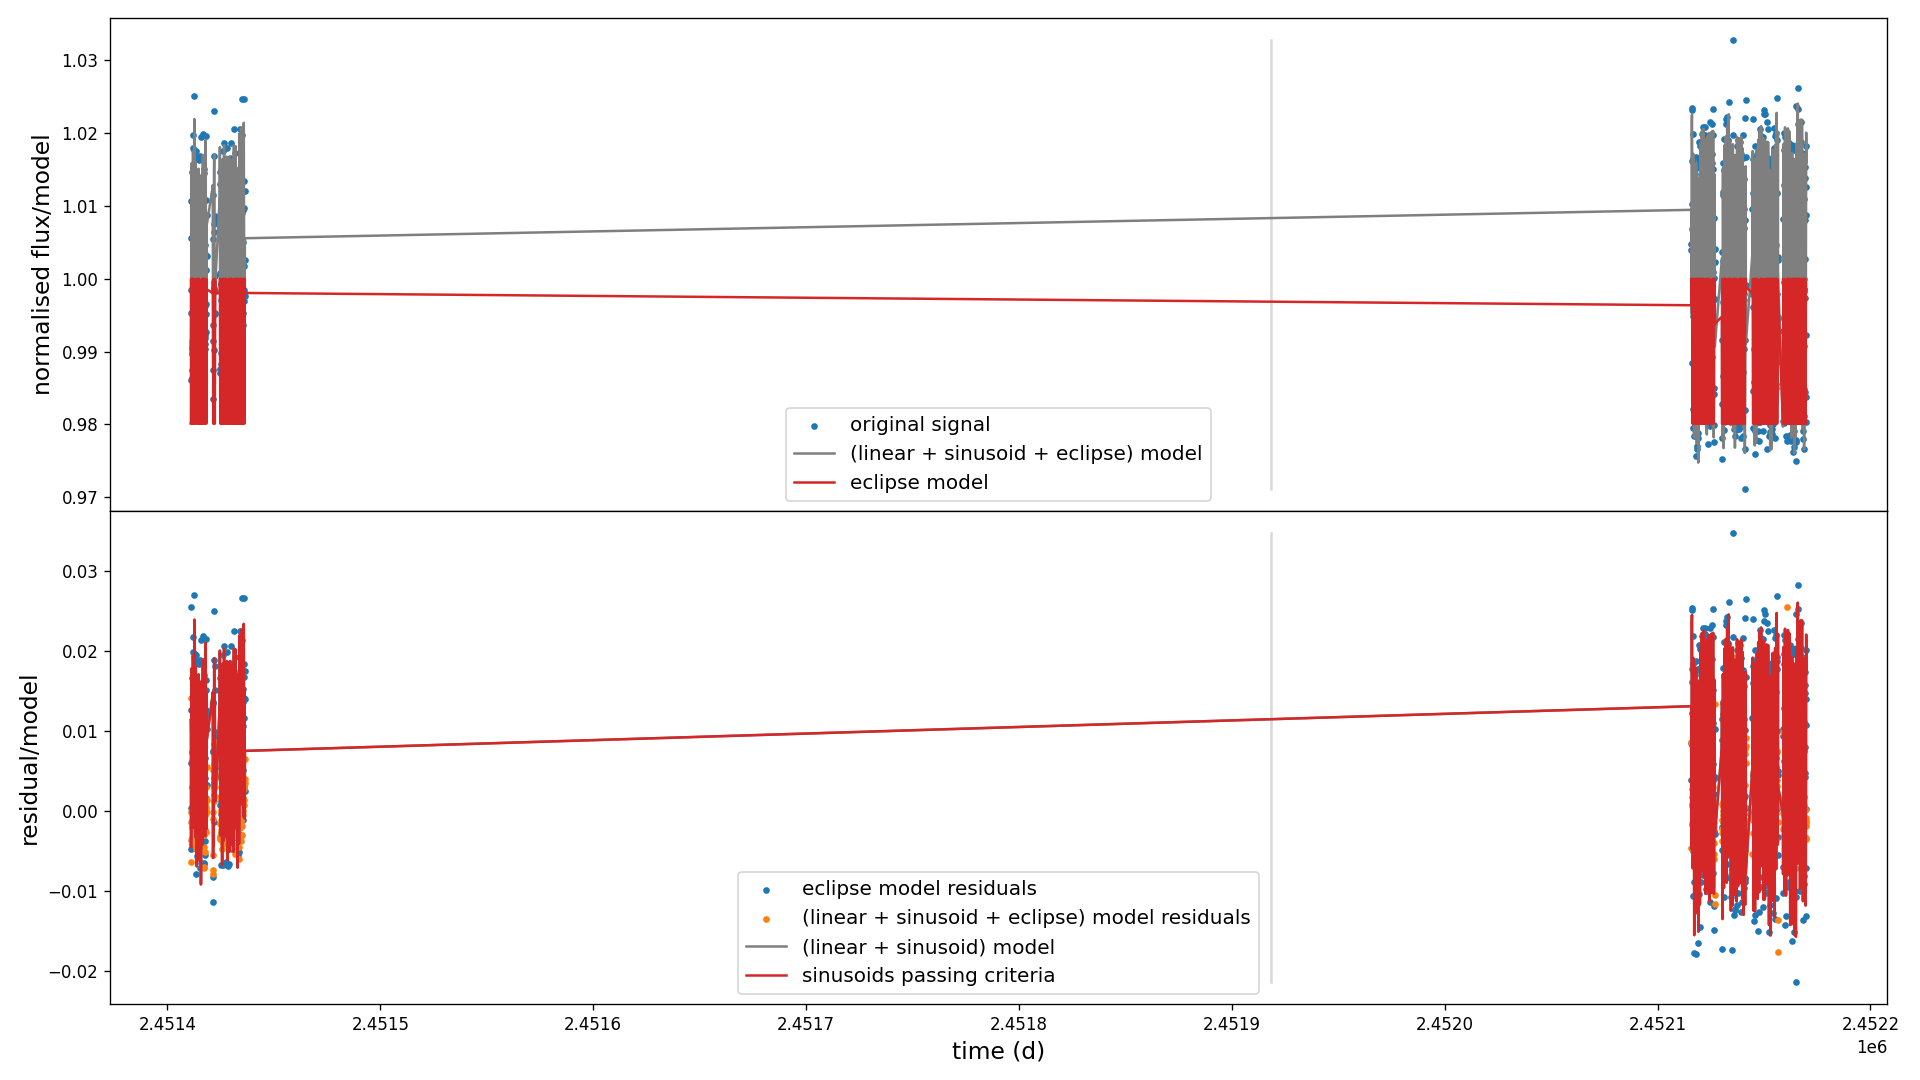 1.03
1.02
1.01
1.00
0.99
0.98
0.97
normalised flux/model
original signal
(linear + sinusoid + eclipse) model
eclipse model
0.03
0.02
0.01
0.00
−0.01
−0.02
residual/model
eclipse model residuals
(linear + sinusoid + eclipse) model residuals
(linear + sinusoid) model
sinusoids passing criteria
2.4514 2.4515 2.4516 2.4517 2.4518 2.4519 2.4520 2.4521 2.4522
1e6
time (d)